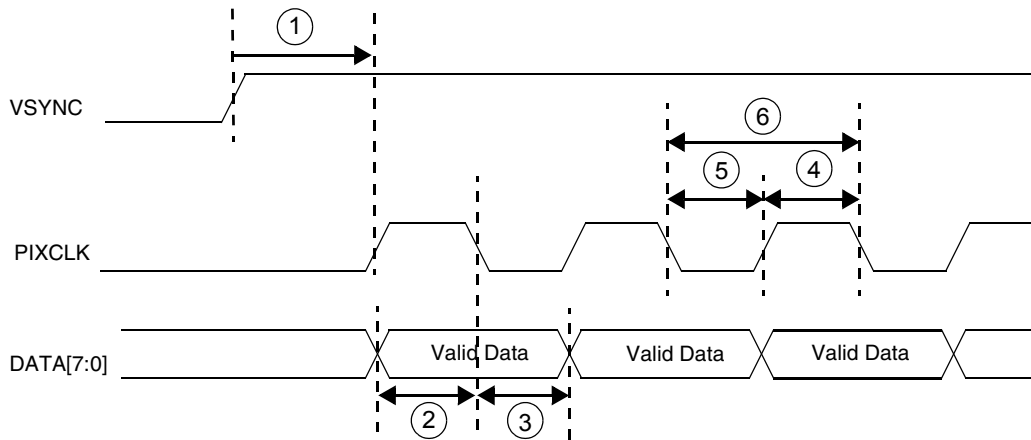 1
VSYNC
6
5
4
PIXCLK
DATA[7:0]
Valid Data
Valid Data
Valid Data
2
3